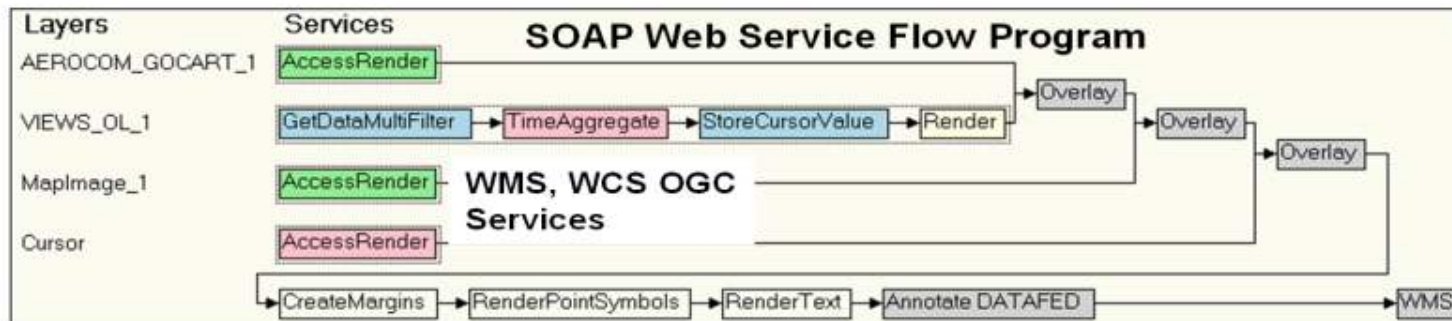 Layers Services SOAP Web Service Flow Program
AEROCOM_GOCART_1 AccessRender
Overlay
VIEWS_OL_1 GetDataMultiFilter TimeAggregate StoreCursorValue Render Overlay
Overlay
MapImage_1 AccessRender WMS, WCS OGC
Services
Cursor AccessRender
CreateMargins RenderPointSymbols RenderText Annotate DATAFED WMS